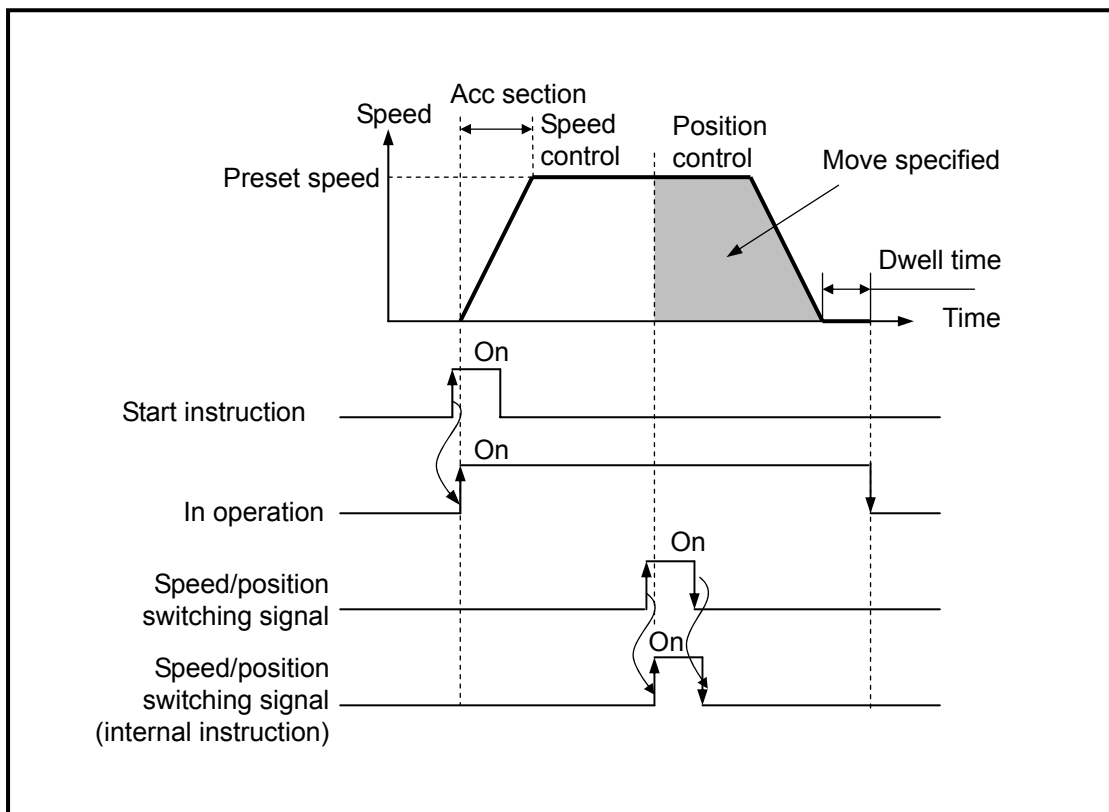 Acc section
Speed
Speed
control
Position
control
Preset speed
Move specified
Dwell time
Time
On
Start instruction
On
In operation
On
Speed/position
switching signal
On
Speed/position
switching signal
(internal instruction)